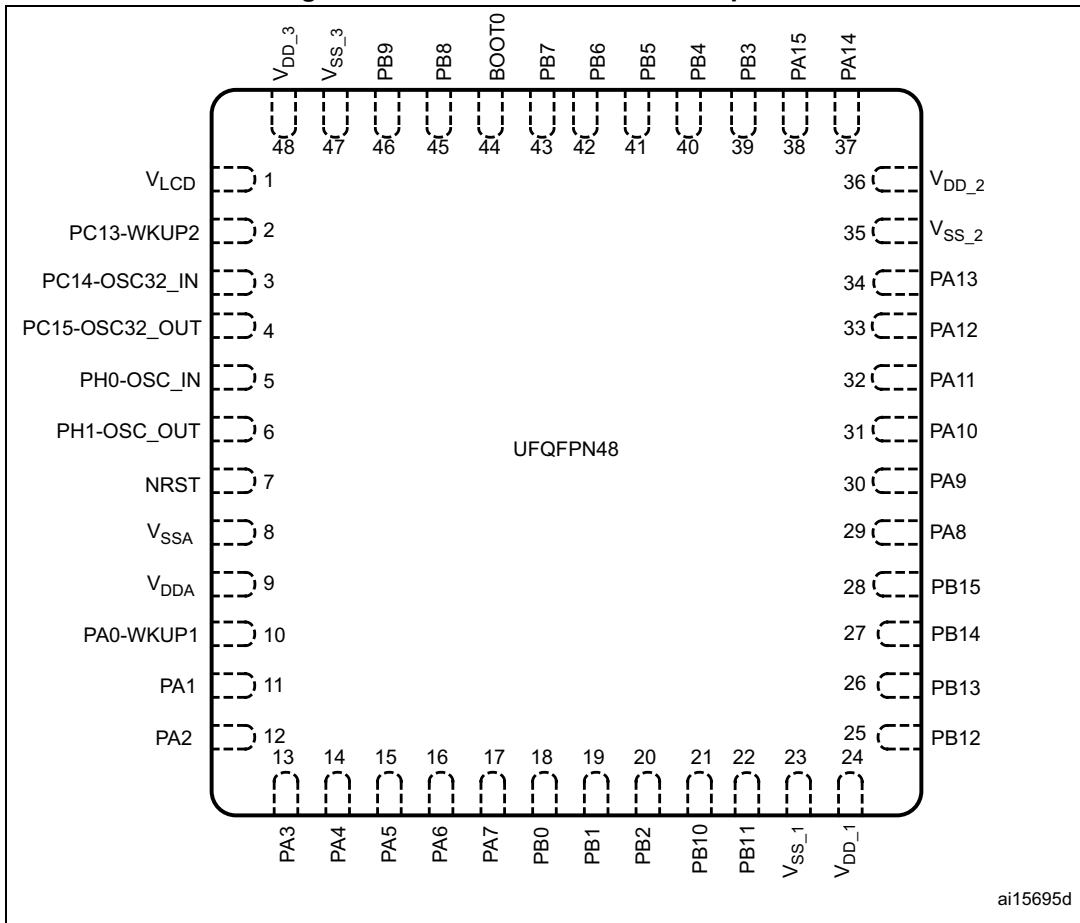 VDD_3
VSS_3
PB9
PB8
BOOT0
PB7
PB6
PB5
PB4
PB3
PA15
PA14
48 47 46 45 44 43 42 41 40 39 38 37
VLCD 1
PC13-WKUP2 2
PC14-OSC32_IN 3
PC15-OSC32_OUT 4
PH0-OSC_IN 5
PH1-OSC_OUT 6
NRST 7
VSSA 8
VDDA 9
PA0-WKUP1 10
PA1 11
PA2 12
UFQFPN48
36 VDD_2
35 VSS_2
34 PA13
33 PA12
32 PA11
31 PA10
30 PA9
29 PA8
28 PB15
27 PB14
26 PB13
25 PB12
13 14 15 16 17 18 19 20 21 22 23 24
PA3
PA4
PA5
PA6
PA7
PB0
PB1
PB2
PB10
PB11
VSS_1
VDD_1
ai15695d